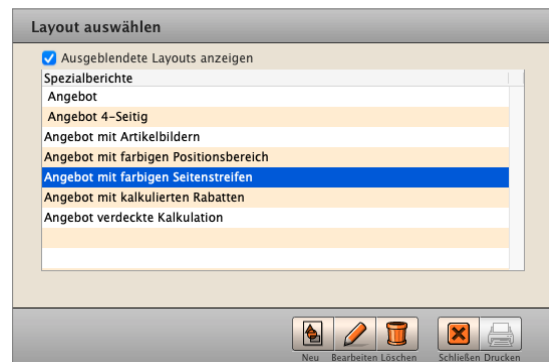 Layout auswählen
Ausgeblendete Layouts anzeigen
Spezialberichte
Angebot
Angebot 4-Seitig
Angebot mit Artikelbildern
Angebot mit farbigen Positionsbereich
Angebot mit farbigen Seitenstreifen
Angebot mit kalkulierten Rabatten
Angebot verdeckte Kalkulation
Neu Bearbeiten Löschen Schließen Drucken